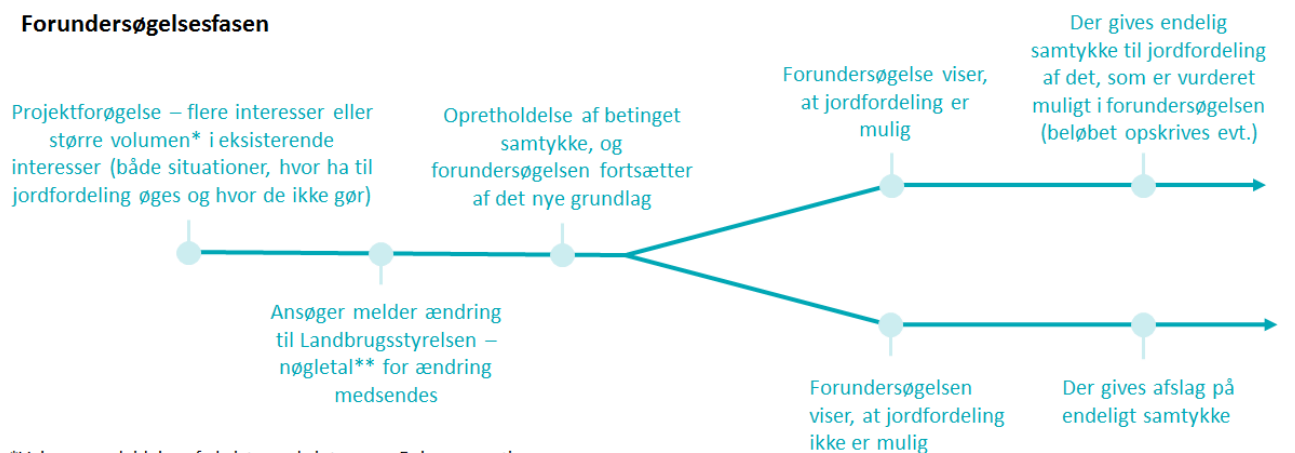 Forundersøgelsesfasen
Projektforøgelse – flere interesser eller
større volumen* i eksisterende
interesser (både situationer, hvor ha til
jordfordeling øges og hvor de ikke gør)
Ansøger melder ændring
til Landbrugsstyrelsen –
nøgletal** for ændring
medsendes
Opretholdelse af betinget
samtykke, og
forundersøgelsen fortsætter
af det nye grundlag
Forundersøgelse viser,
at jordfordeling er
mulig
Der gives endelig
samtykke til jordfordeling
af det, som er vurderet
muligt i forundersøgelsen
(beløbet opskrives evt.)
Forundersøgelsen
viser, at jordfordeling
ikke er mulig
Der gives afslag på
endeligt samtykke